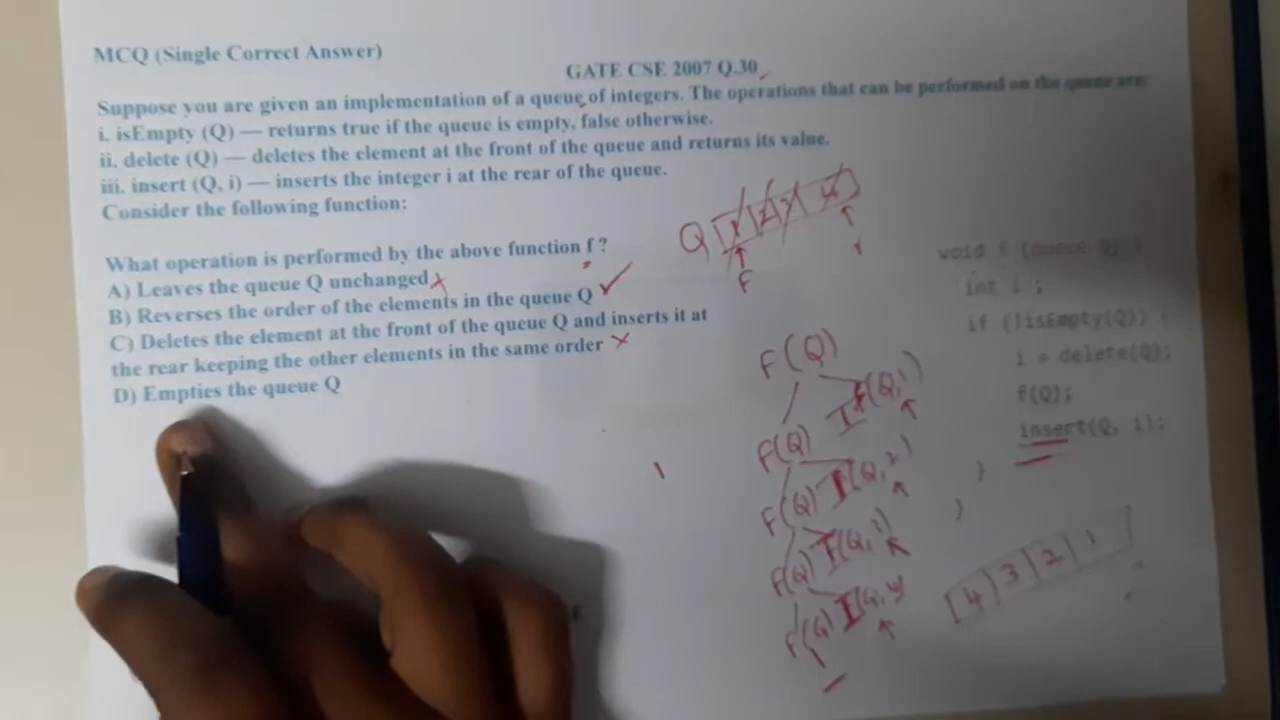 MCQ (Single Correct Answer)
GATE CSE 2007 Q.30
Suppose you are given an implementation of a queue of integers. The operations that can be performed on the queue are:
i. isEmpty (Q) — returns true if the queue is empty, false otherwise.
ii. delete (Q) — deletes the element at the front of the queue and returns its value.
iii. insert (Q, i) — inserts the integer i at the rear of the queue.
Consider the following function:
Q
F
What operation is performed by the above function f ?
A) Leaves the queue Q unchanged
B) Reverses the order of the elements in the queue Q
C) Deletes the element at the front of the queue Q and inserts it at
the rear keeping the other elements in the same order
D) Empties the queue Q
void f (queue Q) {
int i ;
if (!isEmpty(Q)) {
i = delete(Q);
f(Q);
insert(Q, i);
}
}
F(Q)
F(Q) I(Q,1)
F(Q) I(Q,2)
F(Q) I(Q,3)
F(Q) I(Q,4)
4 3 2 1